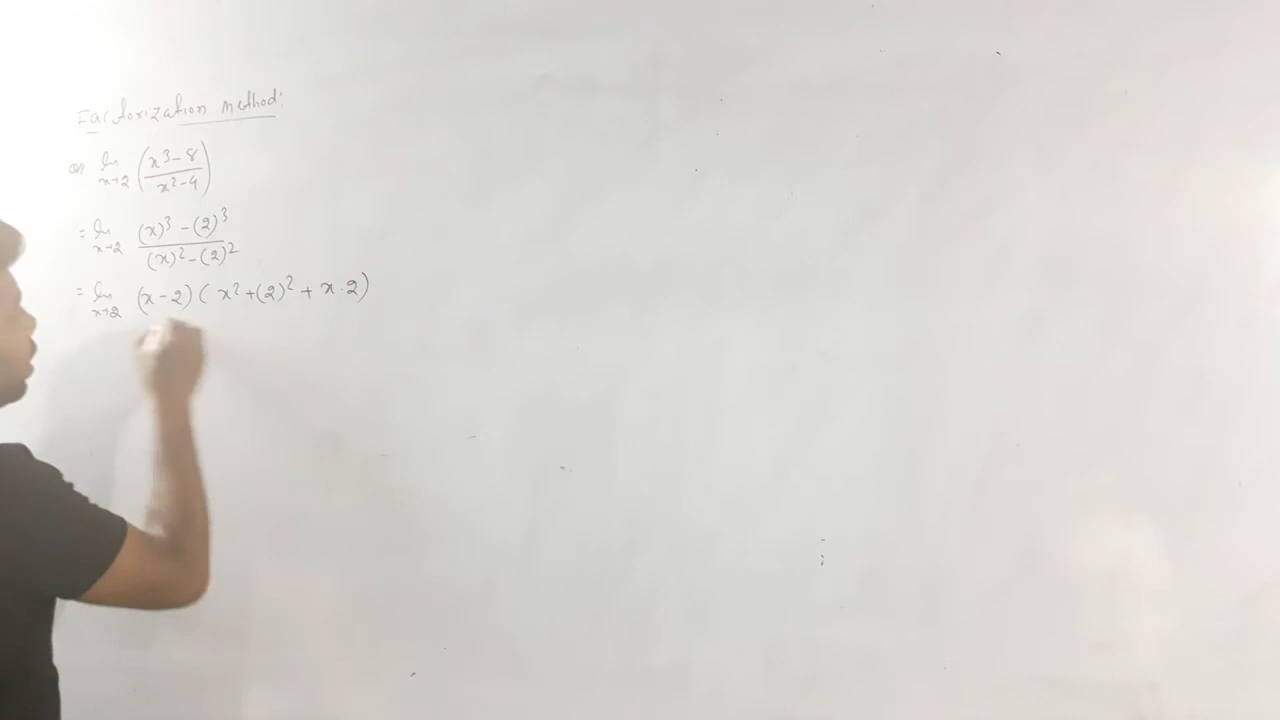 Factorization method:
Q1 lim x→2 (x³-8 / x²-4)
= lim x→2 (x)³-(2)³ / (x)²-(2)²
= lim x→2 (x-2)(x²+(2)²+x.2)